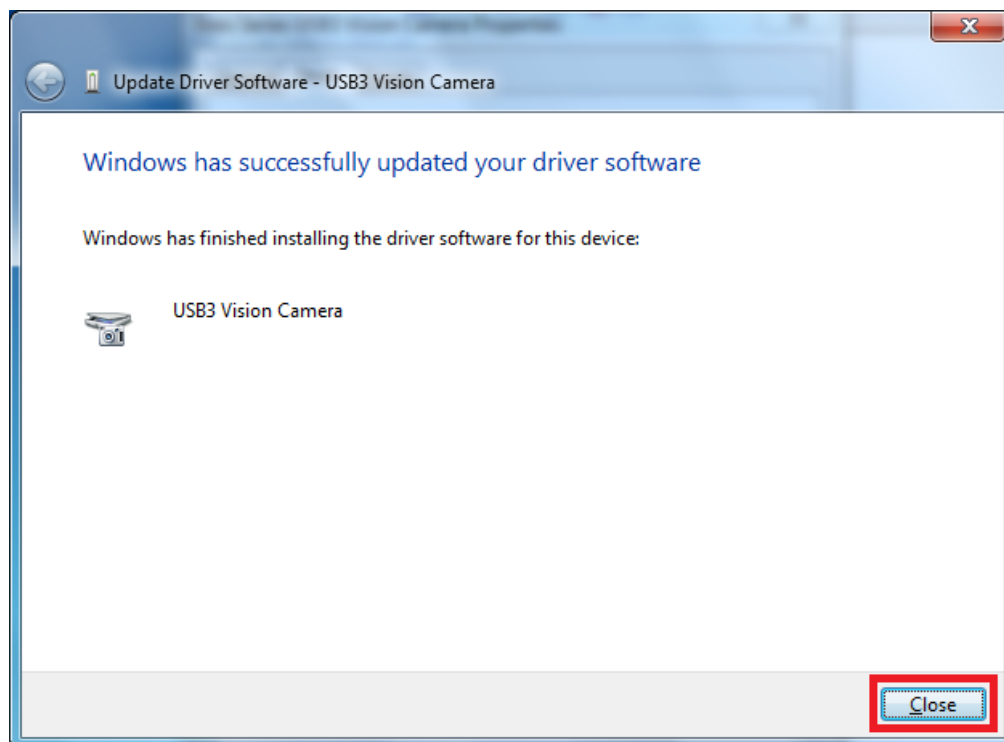 Update Driver Software - USB3 Vision Camera
Windows has successfully updated your driver software
Windows has finished installing the driver software for this device:
USB3 Vision Camera
Close